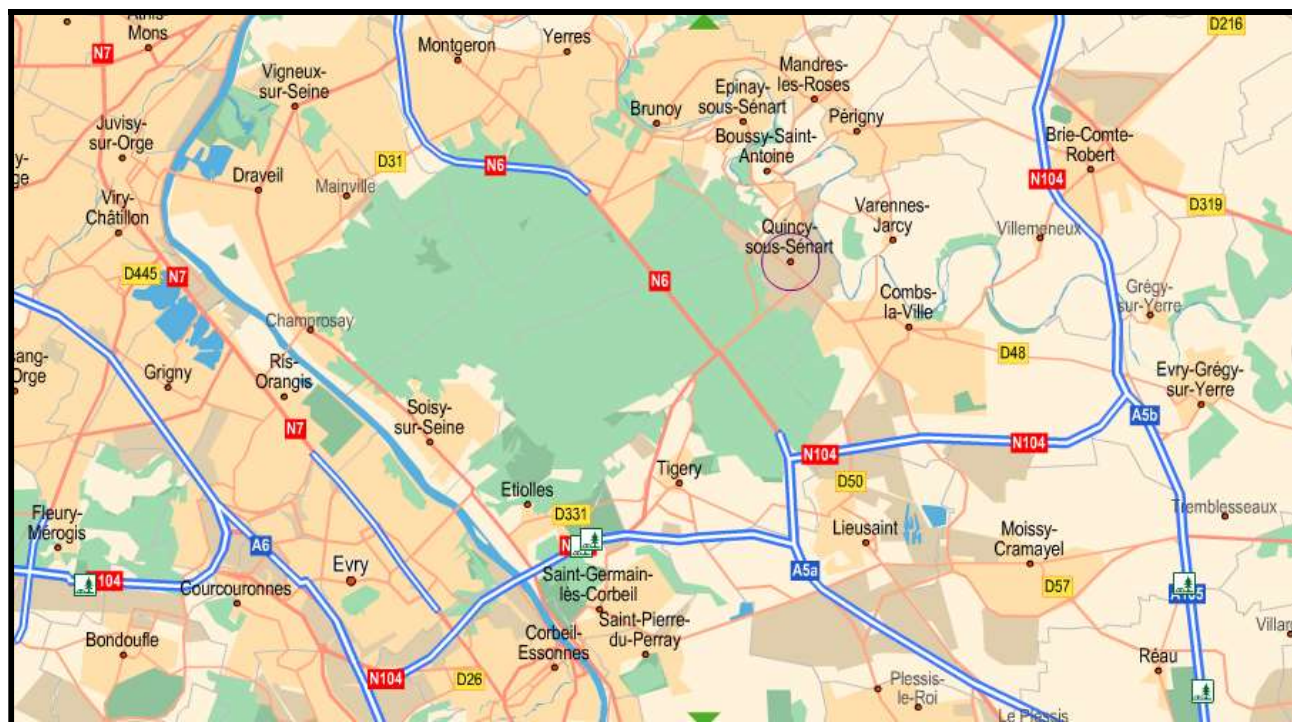 Athis-
Mons
N7
Montgeron
Yerres
D216
Vigneux-
sur-Seine
Mandres-
les-Roses
Epinay-
sous-Sénart
Brunoy
Périgny
Boussy-Saint-
Antoine
Juvisy-
sur-Orge
Brie-Comte-
Robert
D31
N6
N104
Draveil
Mainville
Viry-
Châtillon
D319
Quincy-
sous-Sénart
Varennes-
Jarcy
Villemeneux
D445
N7
N6
Combs-
la-Ville
Grégy-
sur-Yerre
Champrosay
D48
Ris-
Orangis
Grigny
Evry-Grégy-
sur-Yerre
Soisy-
sur-Seine
A5b
N7
N104
N104
Tigery
D50
Etiolles
D331
Fleury-
Mérogis
Tremblesseaux
Lieusaint
Moissy-
Cramayel
A6
Evry
104
A5a
D57
Courcouronnes
Saint-Germain-
lès-Corbeil
Saint-Pierre-
du-Perray
Bondoufle
Corbeil-
Essonnes
Réau
N104
D26
Plessis-
le-Roi
Le Plessis